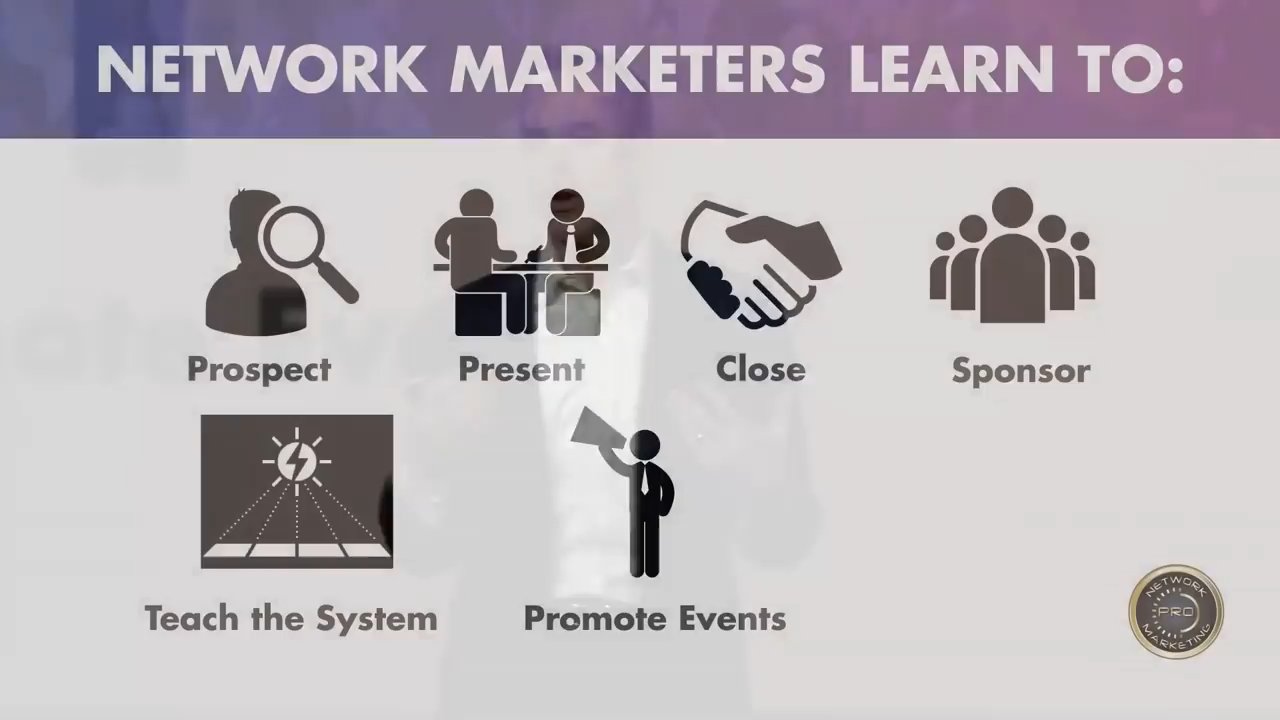 NETWORK MARKETERS LEARN TO:
Prospect
Present
Close
Sponsor
Teach the System
Promote Events
NETWORK
PRO
MARKETING